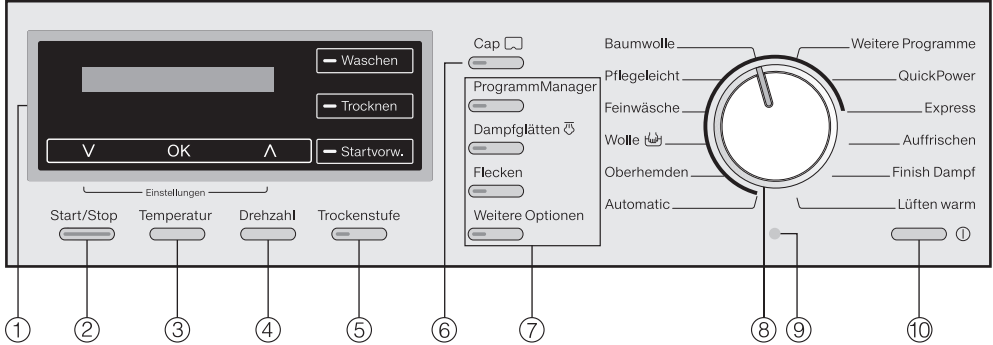 Waschen
Trocknen
Startvorw.
OK
Einstellungen
Start/Stop
Temperatur
Drehzahl
Trockenstufe
Cap
ProgrammManager
Dampfglätten
Flecken
Weitere Optionen
Baumwolle
Pflegeleicht
Feinwäsche
Wolle
Oberhemden
Automatic
Weitere Programme
QuickPower
Express
Auffrischen
Finish Dampf
Lüften warm
① ② ③ ④ ⑤ ⑥ ⑦ ⑧ ⑨ ⑩